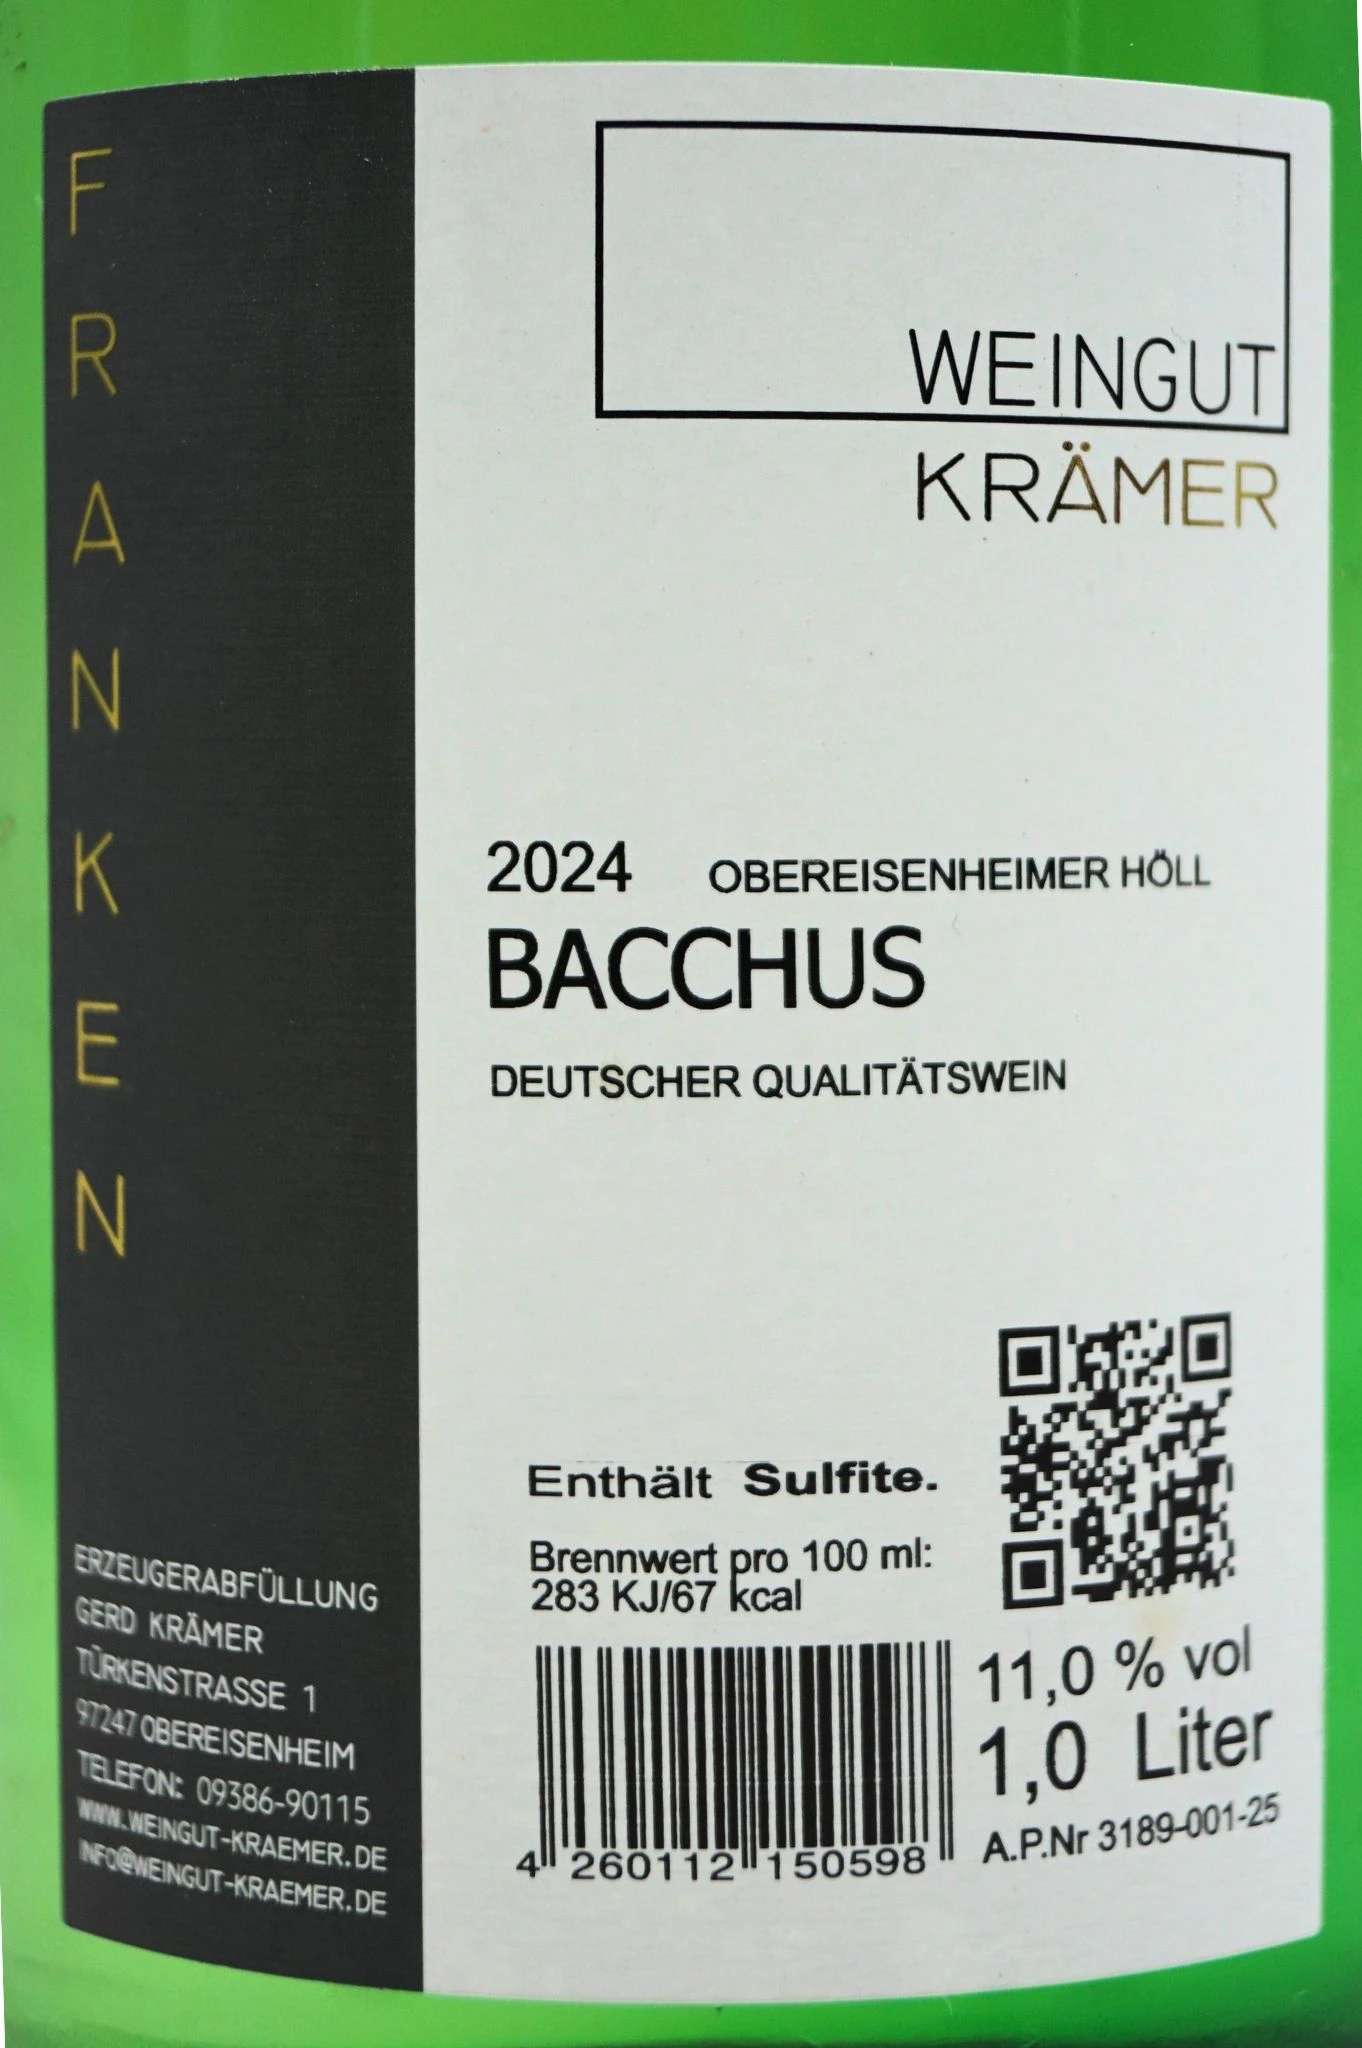 FRANKEN
WEINGUT
KRÄMER
2024 OBEREISENHEIMER HÖLL
BACCHUS
DEUTSCHER QUALITÄTSWEIN
Enthält Sulfite.
Brennwert pro 100 ml:
283 KJ/67 kcal
11,0 % vol
1,0 Liter
A.P.Nr 3189-001-25
4 260112 150598
ERZEUGERABFÜLLUNG
GERD KRÄMER
TÜRKENSTRASSE 1
97247 OBEREISENHEIM
TELEFON: 09386-90115
WWW.WEINGUT-KRAEMER.DE
INFO@WEINGUT-KRAEMER.DE